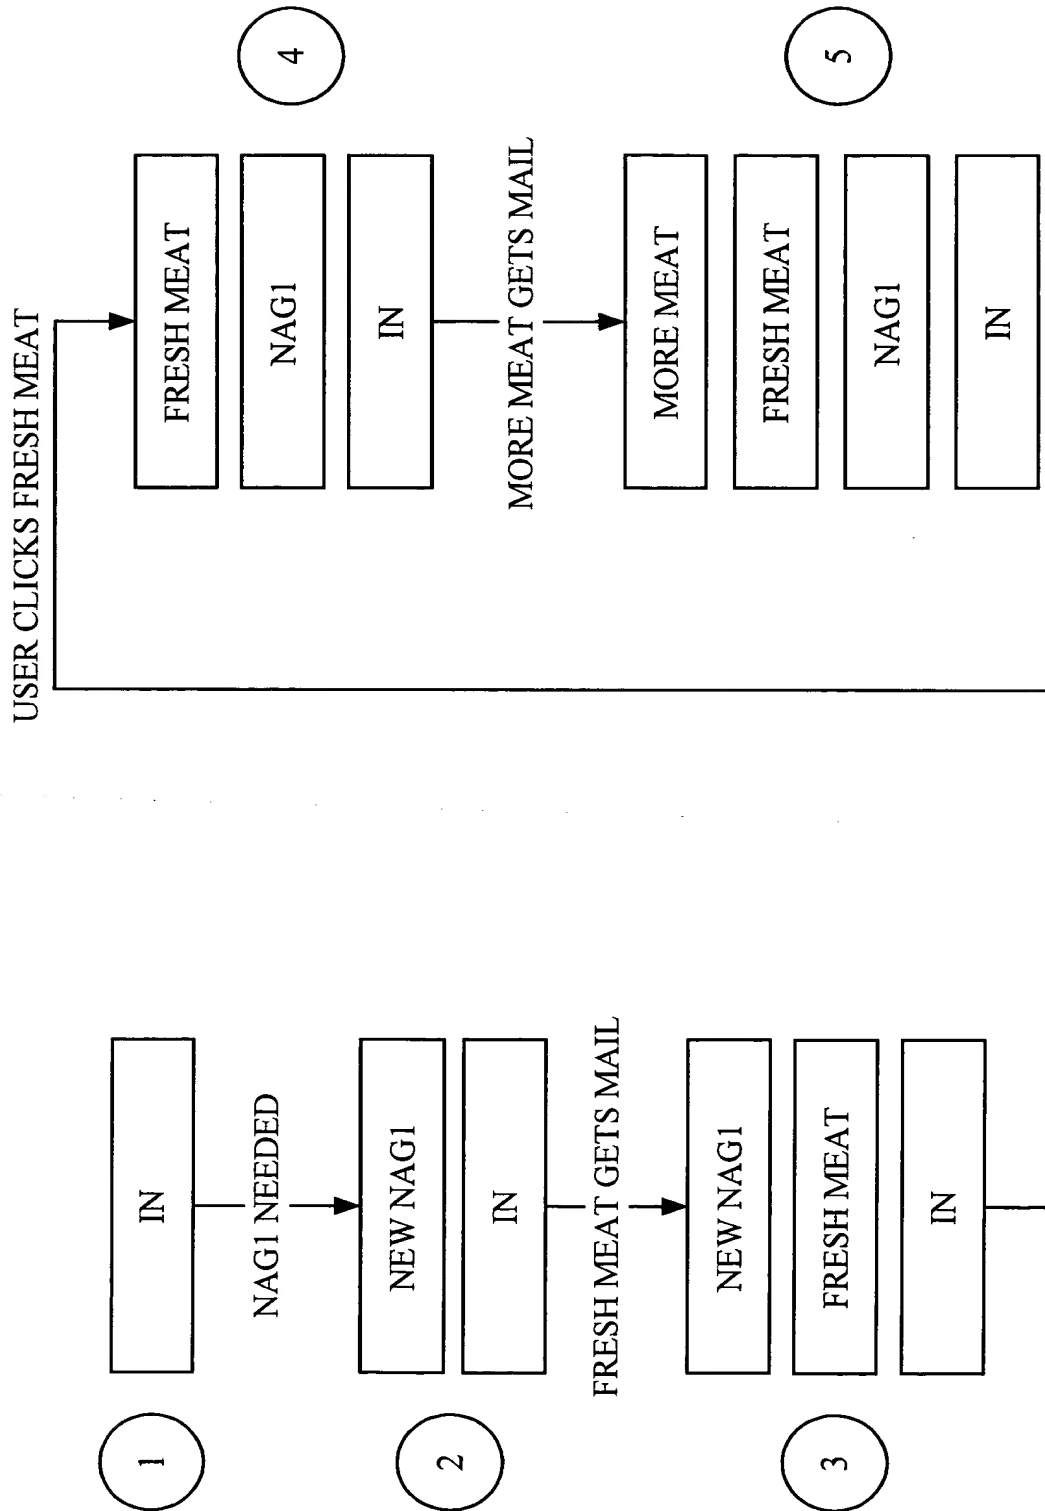 1
IN
NAG1 NEEDED
2
NEW NAG1
IN
FRESH MEAT GETS MAIL
3
NEW NAG1
FRESH MEAT
IN
USER CLICKS FRESH MEAT
4
FRESH MEAT
NAG1
IN
MORE MEAT GETS MAIL
5
MORE MEAT
FRESH MEAT
NAG1
IN